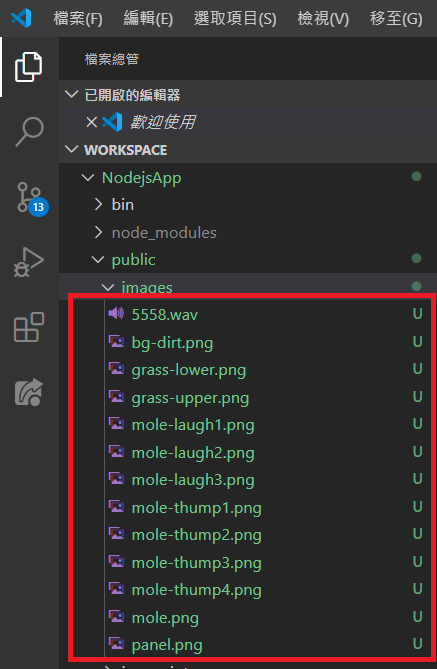 檔案(F) 編輯(E) 選取項目(S) 檢視(V) 移至(G)
檔案總管
已開啟的編輯器
歡迎使用
WORKSPACE
NodejsApp
bin
13
node_modules
public
images
5558.wav U
bg-dirt.png U
grass-lower.png U
grass-upper.png U
mole-laugh1.png U
mole-laugh2.png U
mole-laugh3.png U
mole-thump1.png U
mole-thump2.png U
mole-thump3.png U
mole-thump4.png U
mole.png U
panel.png U